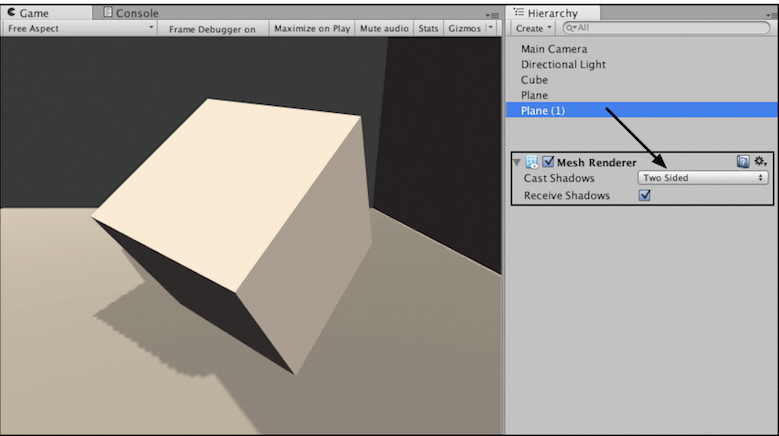 Game Console
Free Aspect Frame Debugger on Maximize on Play Mute audio Stats Gizmos
Hierarchy
Create All
Main Camera
Directional Light
Cube
Plane
Plane (1)
Mesh Renderer
Cast Shadows Two Sided
Receive Shadows